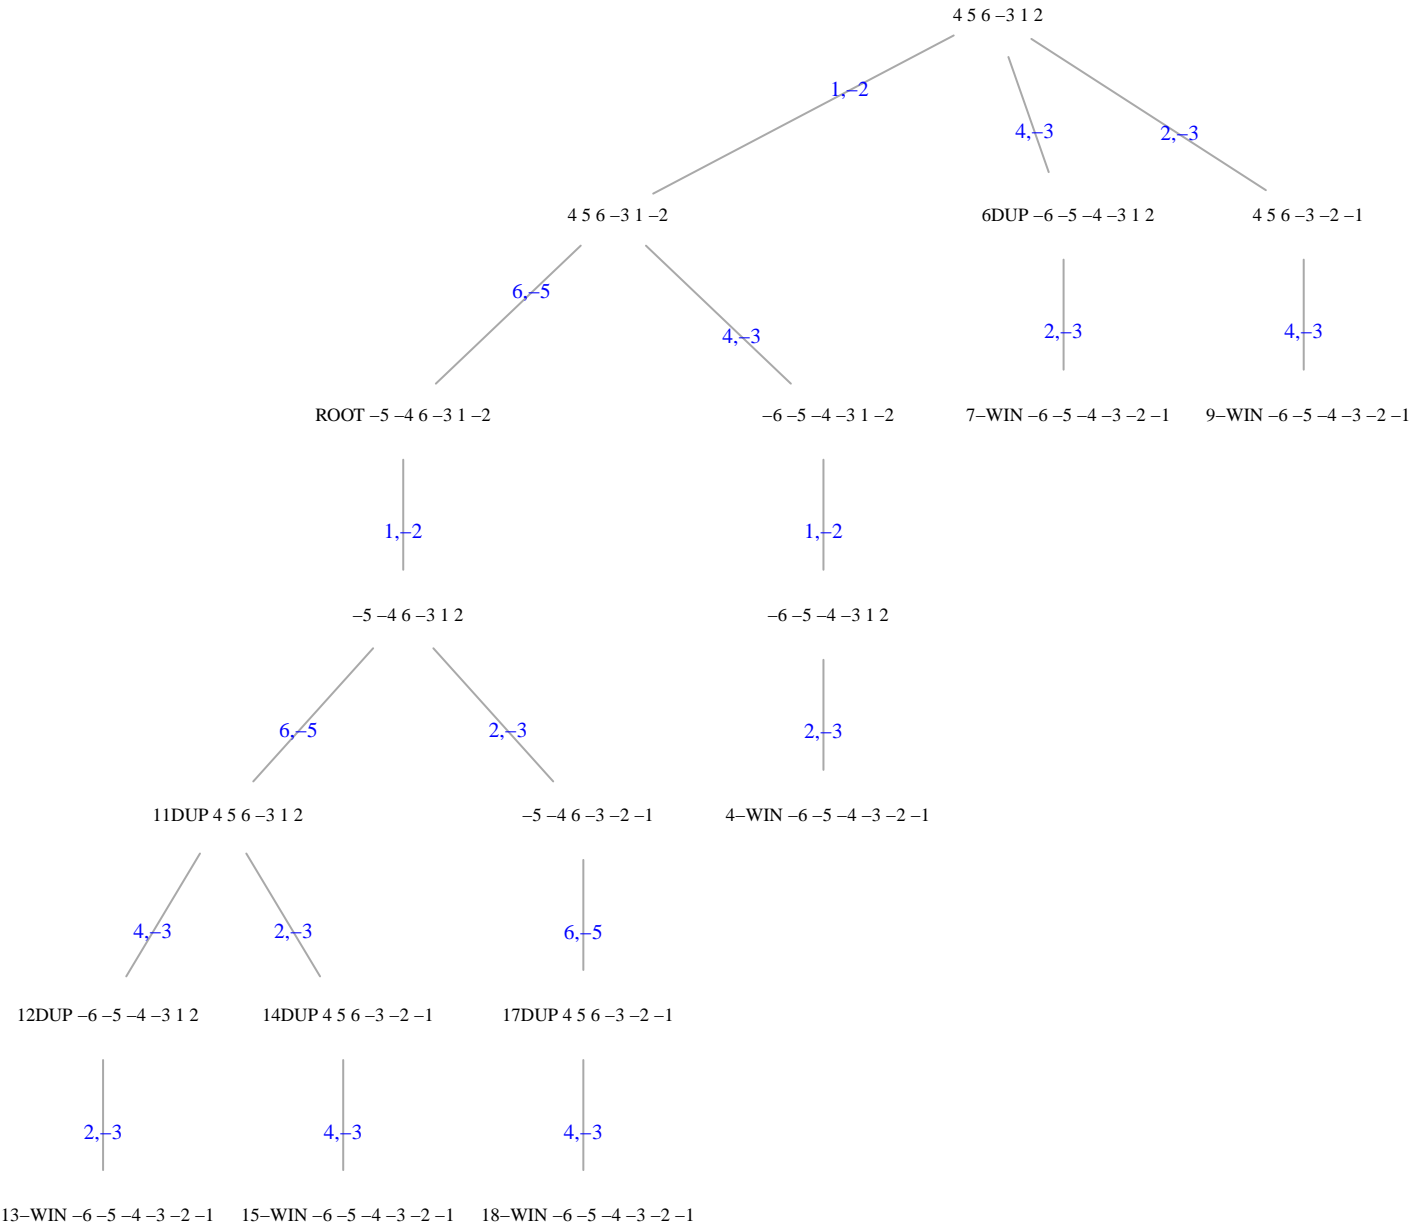 4 5 6 –3 1 2
1,–2
4,–3
2,–3
4 5 6 –3 1 –2
6DUP –6 –5 –4 –3 1 2
4 5 6 –3 –2 –1
6,–5
4,–3
2,–3
4,–3
ROOT –5 –4 6 –3 1 –2
–6 –5 –4 –3 1 –2
7–WIN –6 –5 –4 –3 –2 –1
9–WIN –6 –5 –4 –3 –2 –1
1,–2
1,–2
–5 –4 6 –3 1 2
–6 –5 –4 –3 1 2
6,–5
2,–3
2,–3
11DUP 4 5 6 –3 1 2
–5 –4 6 –3 –2 –1
4–WIN –6 –5 –4 –3 –2 –1
4,–3
2,–3
6,–5
12DUP –6 –5 –4 –3 1 2
14DUP 4 5 6 –3 –2 –1
17DUP 4 5 6 –3 –2 –1
2,–3
4,–3
4,–3
13–WIN –6 –5 –4 –3 –2 –1
15–WIN –6 –5 –4 –3 –2 –1
18–WIN –6 –5 –4 –3 –2 –1